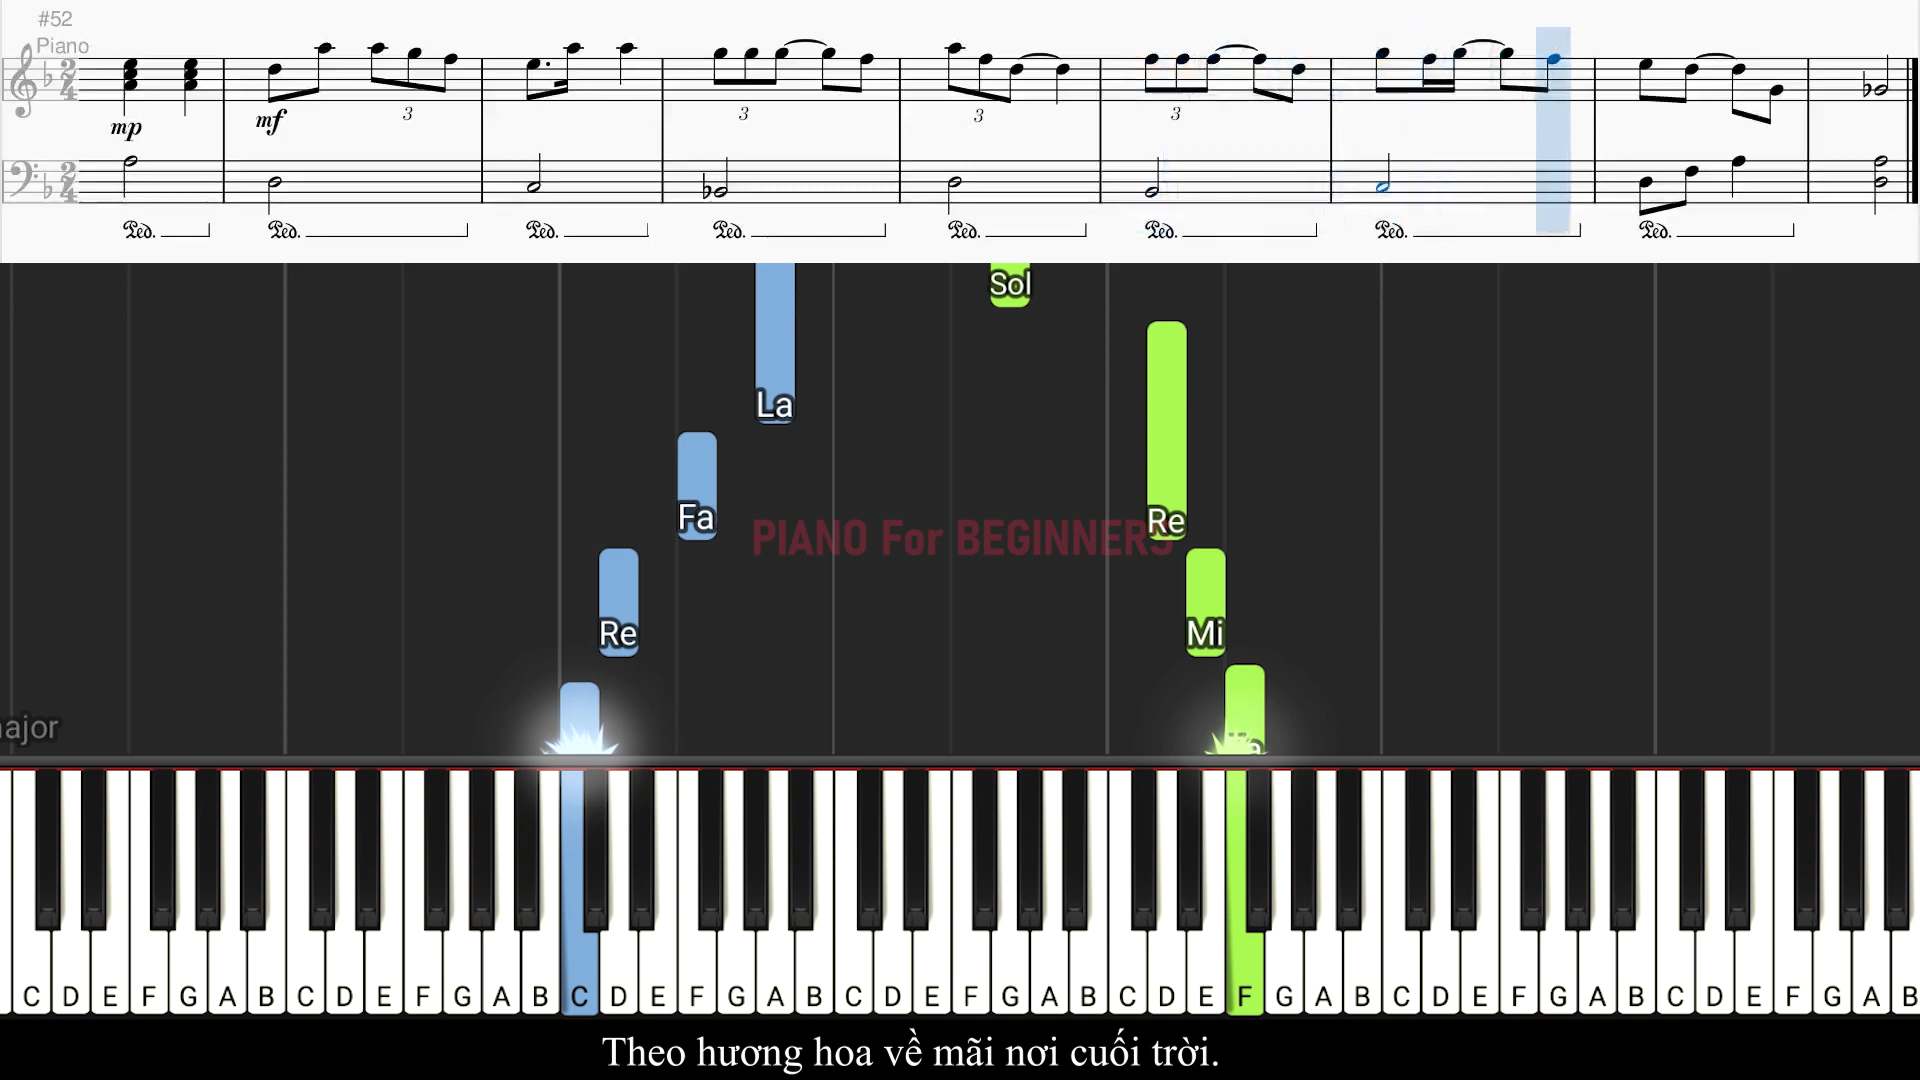 #52
Piano
mp mf
3 3 3 3
Ped. Ped. Ped. Ped. Ped. Ped. Ped. Ped.
Sol
La
Fa Re
PIANO For BEGINNERS
Re Mi
ajor
C D E F G A B C D E F G A B C D E F G A B C D E F G A B C D E F G A B C D E F G A B C D E F G A B
Theo hương hoa về mãi nơi cuối trời.